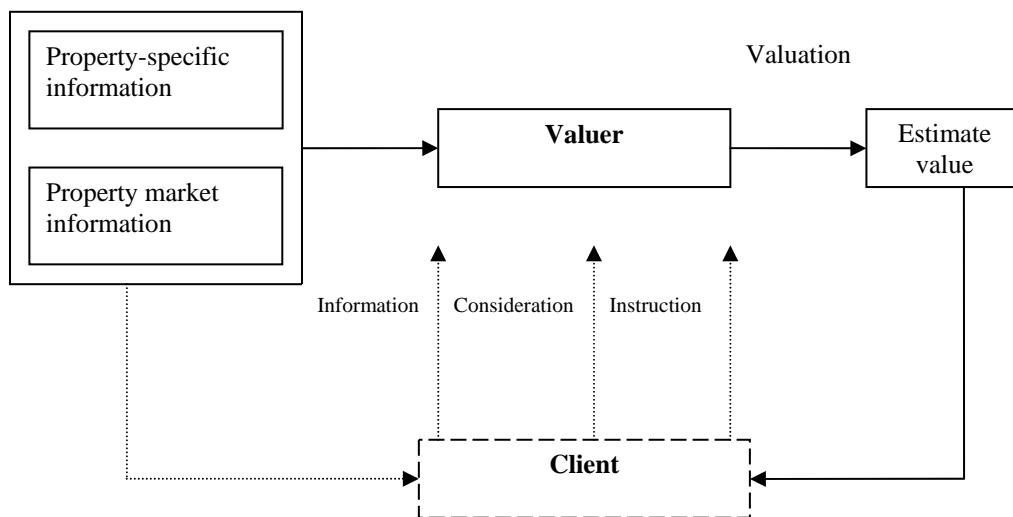 Property-specific
information
Valuation
Valuer
Estimate
value
Property market
information
Information
Consideration
Instruction
Client